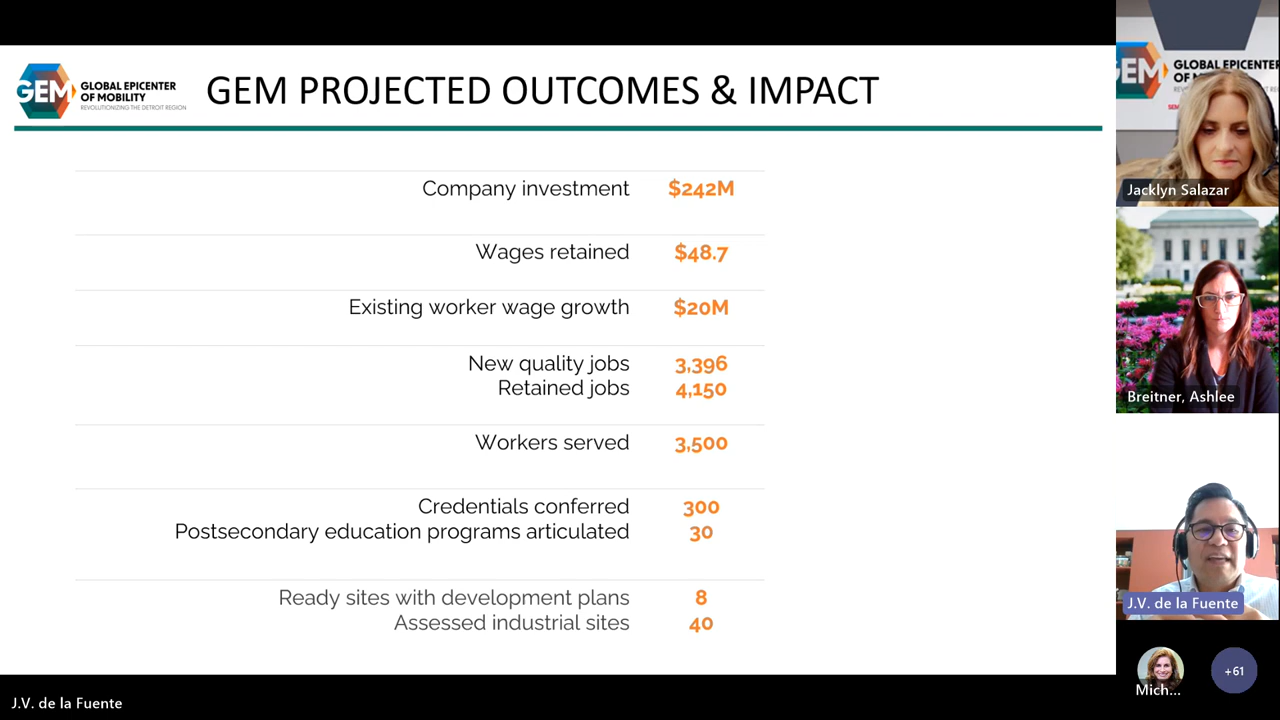 GEM
GLOBAL EPICENTER
OF MOBILITY
REVOLUTIONIZING THE DETROIT REGION
GEM PROJECTED OUTCOMES & IMPACT
Company investment $242M
Wages retained $48.7
Existing worker wage growth $20M
New quality jobs 3,396
Retained jobs 4,150
Workers served 3,500
Credentials conferred 300
Postsecondary education programs articulated 30
Ready sites with development plans 8
Assessed industrial sites 40
GEM
GLOBAL EPICENTER
Jacklyn Salazar
Breitner, Ashlee
J.V. de la Fuente
Mich...
+61
J.V. de la Fuente